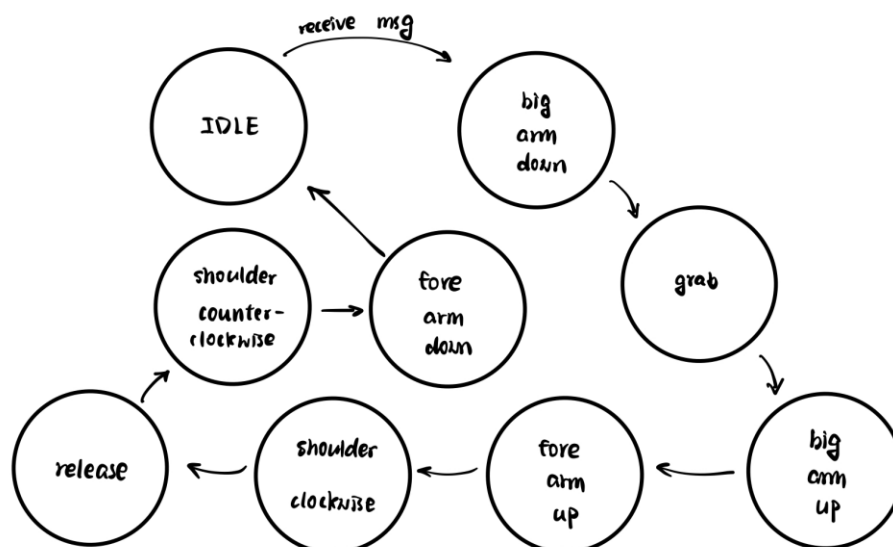 receive msg
IDLE
big
arm
down
grab
shoulder
counter-
clockwise
fore
arm
down
release
shoulder
clockwise
fore
arm
up
big
arm
up